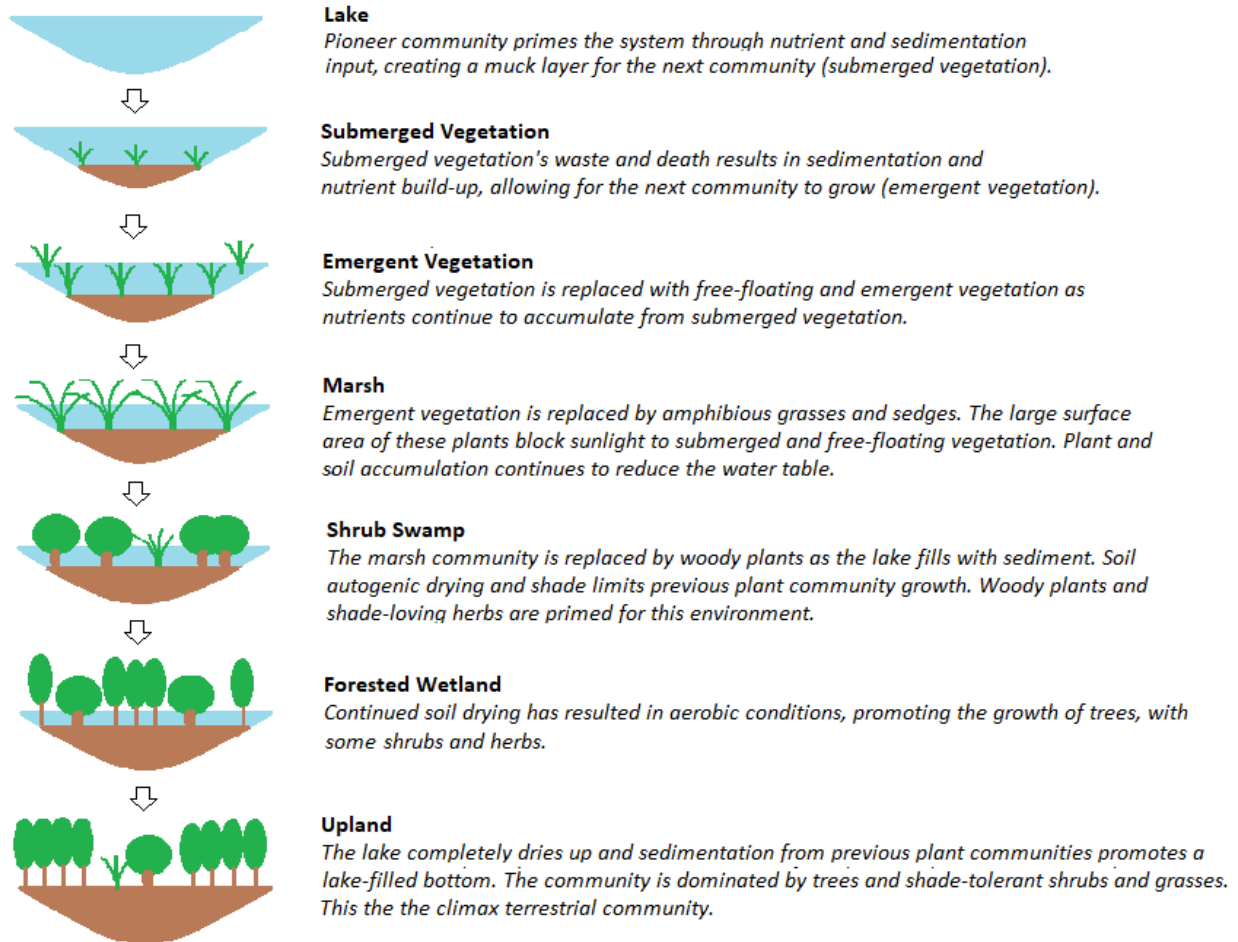 Lake
Pioneer community primes the system through nutrient and sedimentation
input, creating a muck layer for the next community (submerged vegetation).
Submerged Vegetation
Submerged vegetation's waste and death results in sedimentation and
nutrient build-up, allowing for the next community to grow (emergent vegetation).
Emergent Vegetation
Submerged vegetation is replaced with free-floating and emergent vegetation as
nutrients continue to accumulate from submerged vegetation.
Marsh
Emergent vegetation is replaced by amphibious grasses and sedges. The large surface
area of these plants block sunlight to submerged and free-floating vegetation. Plant and
soil accumulation continues to reduce the water table.
Shrub Swamp
The marsh community is replaced by woody plants as the lake fills with sediment. Soil
autogenic drying and shade limits previous plant community growth. Woody plants and
shade-loving herbs are primed for this environment.
Forested Wetland
Continued soil drying has resulted in aerobic conditions, promoting the growth of trees, with
some shrubs and herbs.
Upland
The lake completely dries up and sedimentation from previous plant communities promotes a
lake-filled bottom. The community is dominated by trees and shade-tolerant shrubs and grasses.
This the the climax terrestrial community.